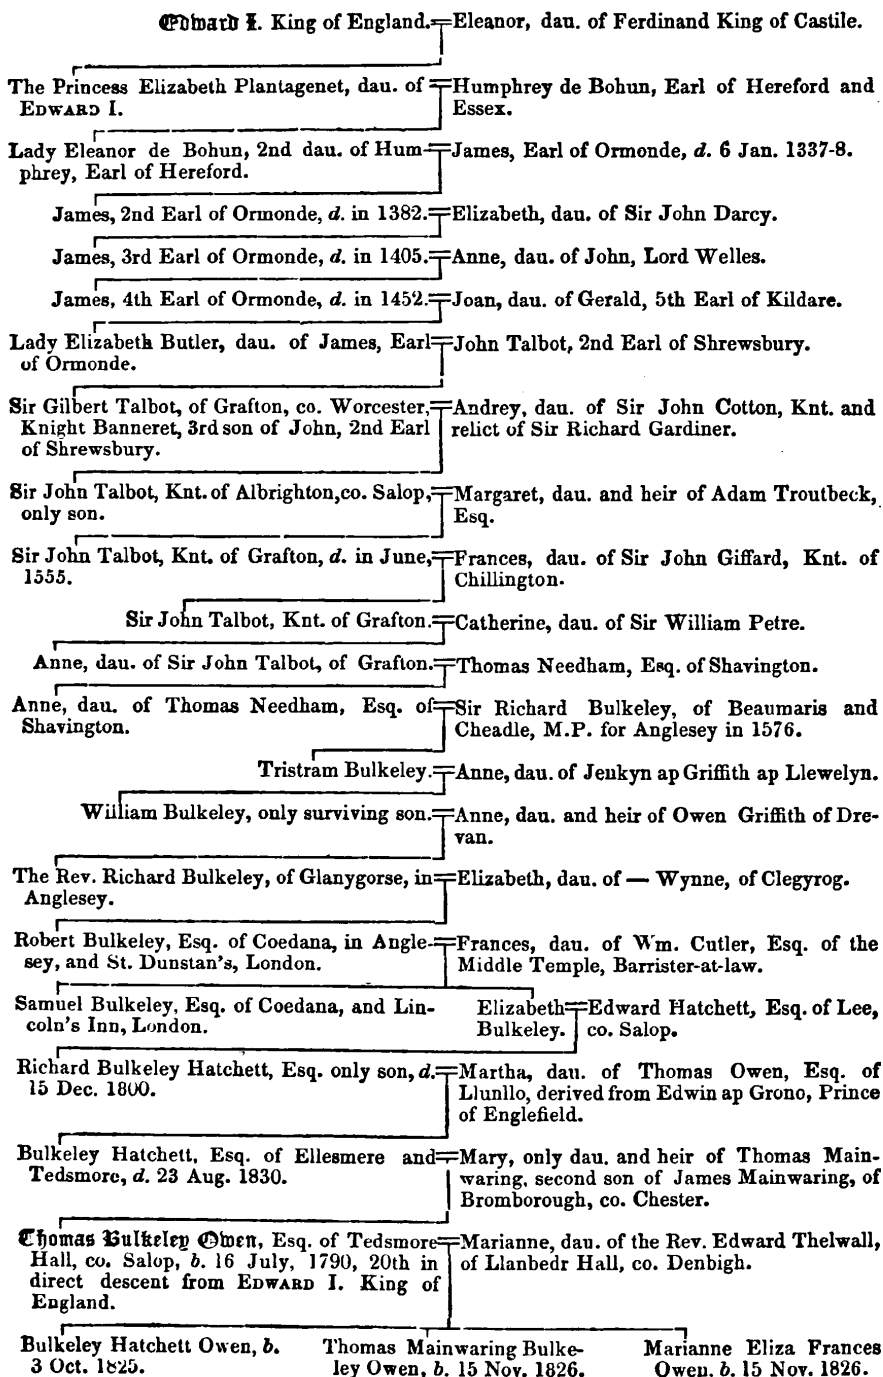 Edward I. King of England.=Eleanor, dau. of Ferdinand King of Castile.
The Princess Elizabeth Plantagenet, dau. of
EDWARD I.
=Humphrey de Bohun, Earl of Hereford and
Essex.
Lady Eleanor de Bohun, 2nd dau. of Hum-
phrey, Earl of Hereford.
=James, Earl of Ormonde, d. 6 Jan. 1337-8.
James, 2nd Earl of Ormonde, d. in 1382.=Elizabeth, dau. of Sir John Darcy.
James, 3rd Earl of Ormonde, d. in 1405.=Anne, dau. of John, Lord Welles.
James, 4th Earl of Ormonde, d. in 1452.=Joan, dau. of Gerald, 5th Earl of Kildare.
Lady Elizabeth Butler, dau. of James, Earl
of Ormonde.
=John Talbot, 2nd Earl of Shrewsbury.
Sir Gilbert Talbot, of Grafton, co. Worcester,
Knight Banneret, 3rd son of John, 2nd Earl
of Shrewsbury.
=Andrey, dau. of Sir John Cotton, Knt. and
relict of Sir Richard Gardiner.
Sir John Talbot, Knt. of Albrighton, co. Salop,
only son.
=Margaret, dau. and heir of Adam Troutbeck,
Esq.
Sir John Talbot, Knt. of Grafton, d. in June,
1555.
=Frances, dau. of Sir John Giffard, Knt. of
Chillington.
Sir John Talbot, Knt. of Grafton.=Catherine, dau. of Sir William Petre.
Anne, dau. of Sir John Talbot, of Grafton.=Thomas Needham, Esq. of Shavington.
Anne, dau. of Thomas Needham, Esq. of
Shavington.
=Sir Richard Bulkeley, of Beaumaris and
Cheadle, M.P. for Anglesey in 1576.
Tristram Bulkeley.=Anne, dau. of Jenkyn ap Griffith ap Llewelyn.
William Bulkeley, only surviving son.=Anne, dau. and heir of Owen Griffith of Dre-
van.
The Rev. Richard Bulkeley, of Glanygorse, in
Anglesey.
=Elizabeth, dau. of — Wynne, of Clegyrog.
Robert Bulkeley, Esq. of Coedana, in Angle-
sey, and St. Dunstan's, London.
=Frances, dau. of Wm. Cutler, Esq. of the
Middle Temple, Barrister-at-law.
Samuel Bulkeley, Esq. of Coedana, and Lin-
coln's Inn, London.
Elizabeth
Bulkeley.
=Edward Hatchett, Esq. of Lee,
co. Salop.
Richard Bulkeley Hatchett, Esq. only son, d.
15 Dec. 1800.
=Martha, dau. of Thomas Owen, Esq. of
Llunllo, derived from Edwin ap Grono, Prince
of Englefield.
Bulkeley Hatchett, Esq. of Ellesmere and
Tedsmore, d. 23 Aug. 1830.
=Mary, only dau. and heir of Thomas Main-
waring, second son of James Mainwaring, of
Bromborough, co. Chester.
Thomas Bulkeley Owen, Esq. of Tedsmore
Hall, co. Salop, b. 16 July, 1790, 20th in
direct descent from EDWARD I. King of
England.
=Marianne, dau. of the Rev. Edward Thelwall,
of Llanbedr Hall, co. Denbigh.
Bulkeley Hatchett Owen, b.
3 Oct. 1825.
Thomas Mainwaring Bulke-
ley Owen, b. 15 Nov. 1826.
Marianne Eliza Frances
Owen, b. 15 Nov. 1826.